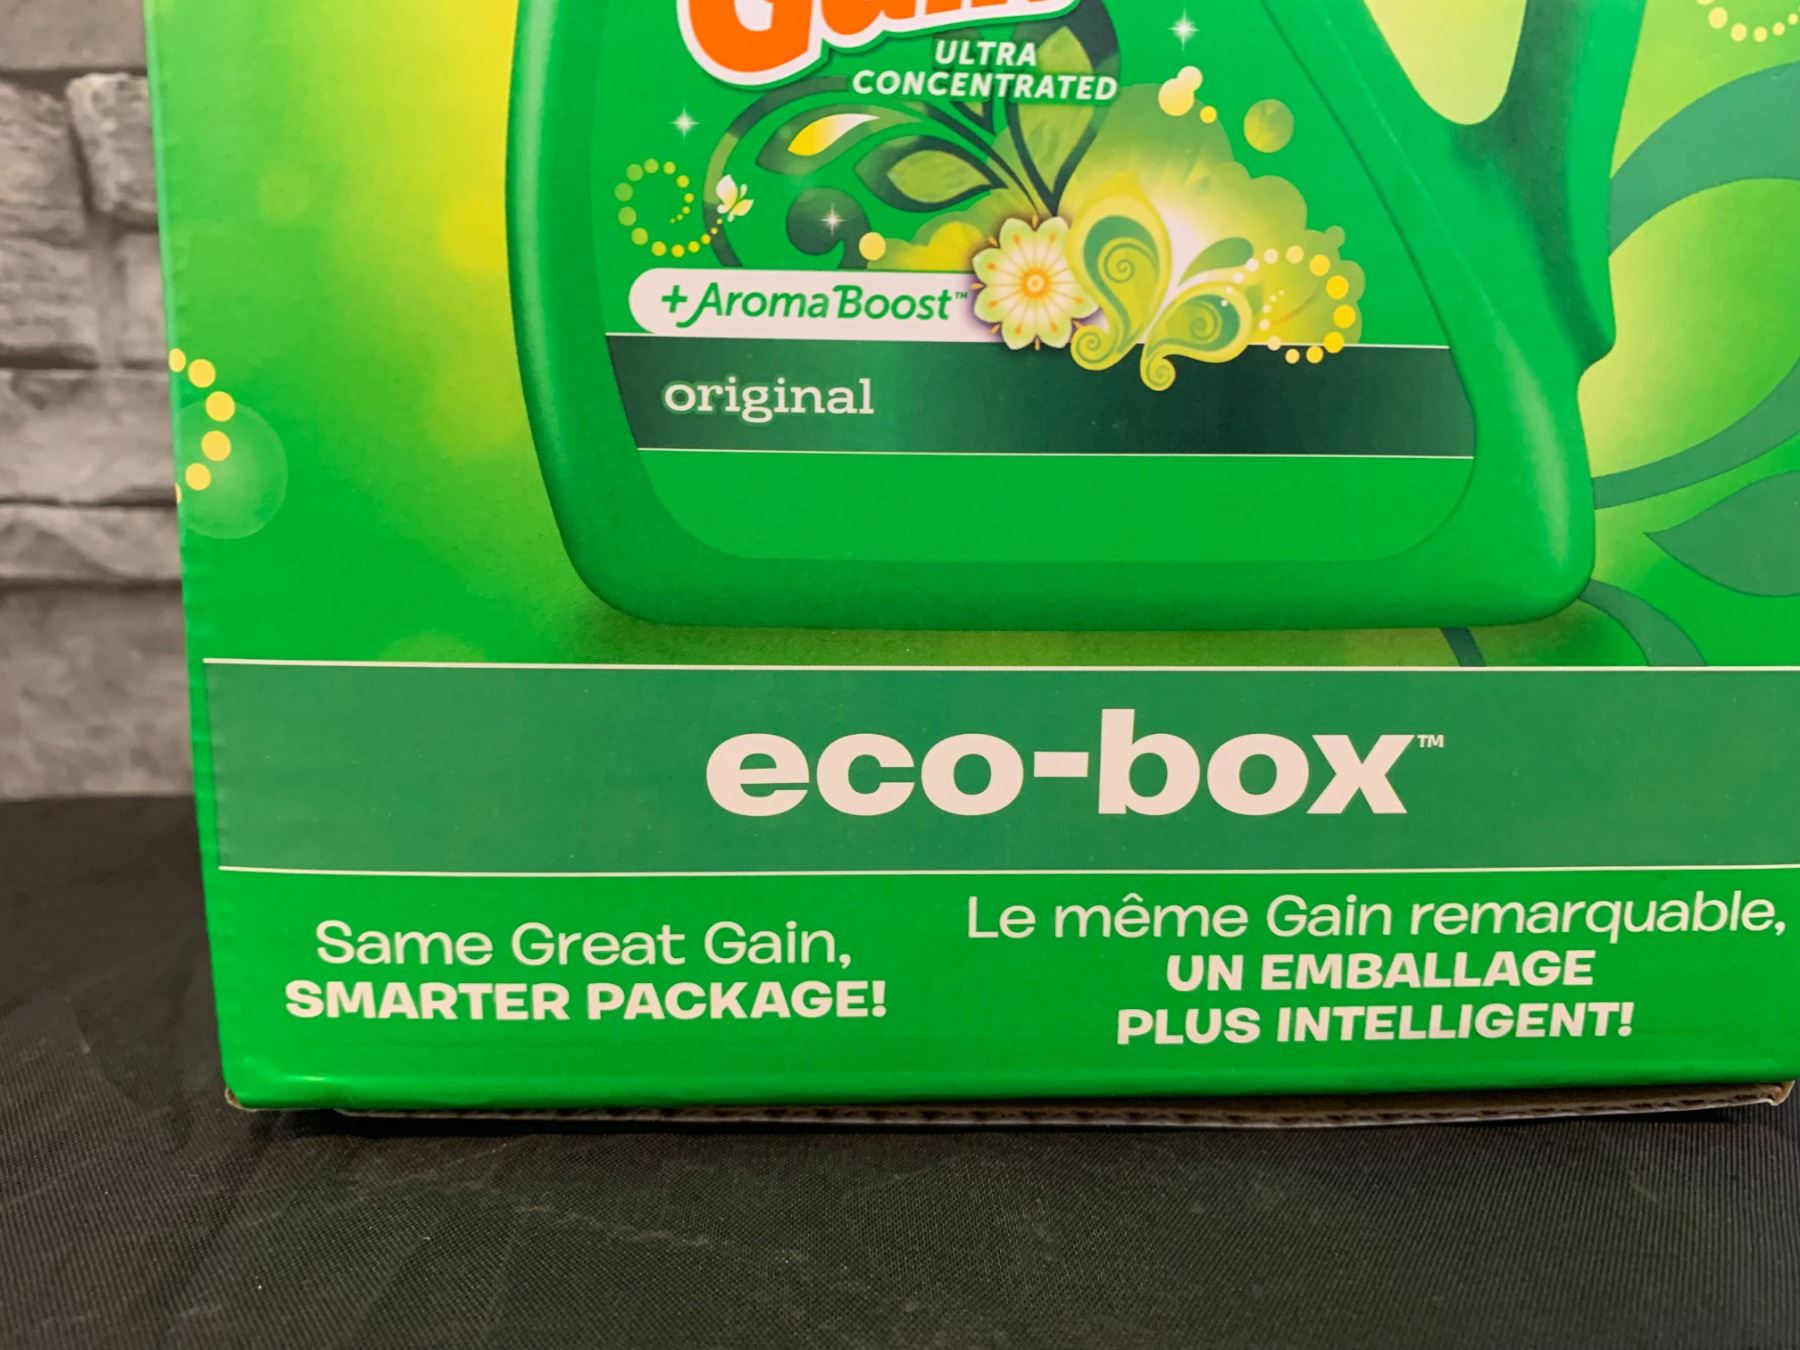 Gain
ULTRA
CONCENTRATED
+AromaBoost™
original
eco-box™
Same Great Gain,
SMARTER PACKAGE!
Le même Gain remarquable,
UN EMBALLAGE
PLUS INTELLIGENT!